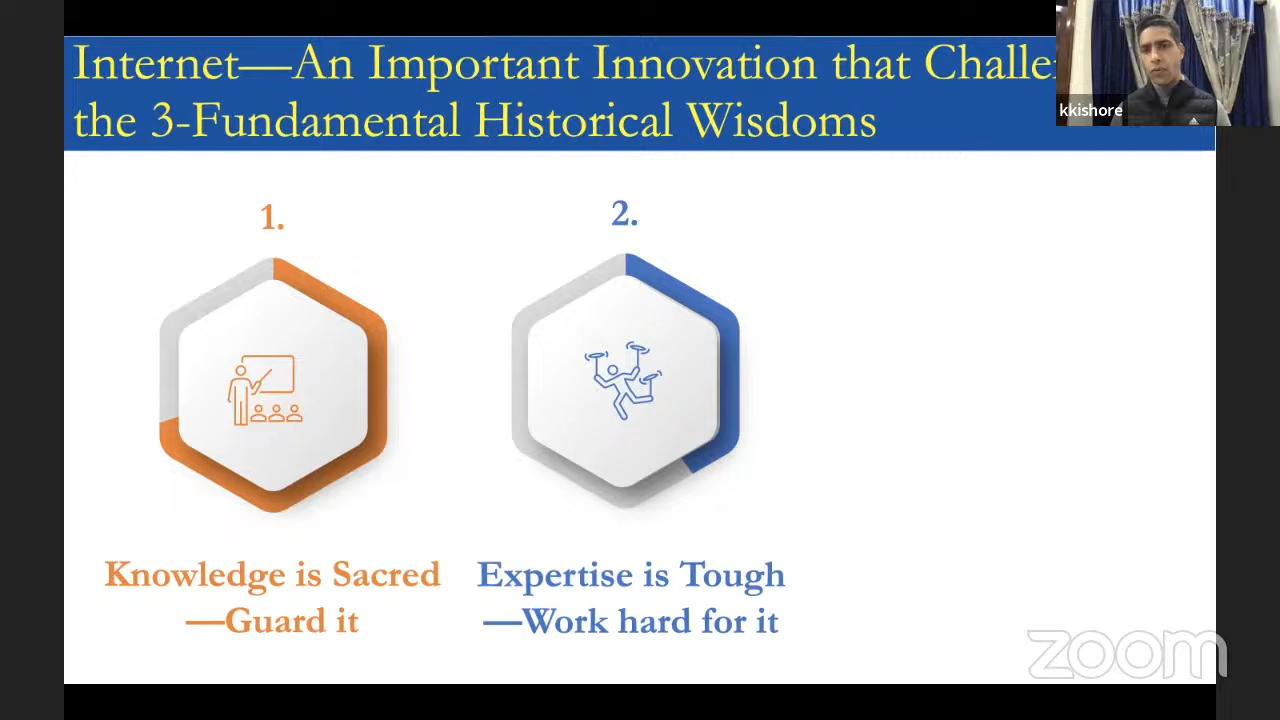 Internet—An Important Innovation that
the 3-Fundamental Historical Wisdoms
kkishore
1.
2.
Knowledge is Sacred
—Guard it
Expertise is Tough
—Work hard for it
zoom